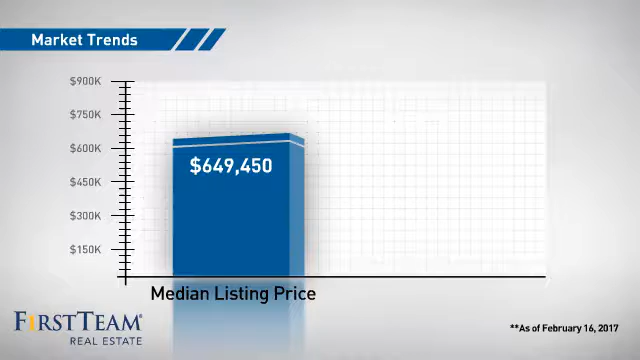 Market Trends
$900K
$750K
$600K
$450K
$300K
$150K
$649,450
Median Listing Price
FIRSTTEAM®
REAL ESTATE
**As of February 16, 2017